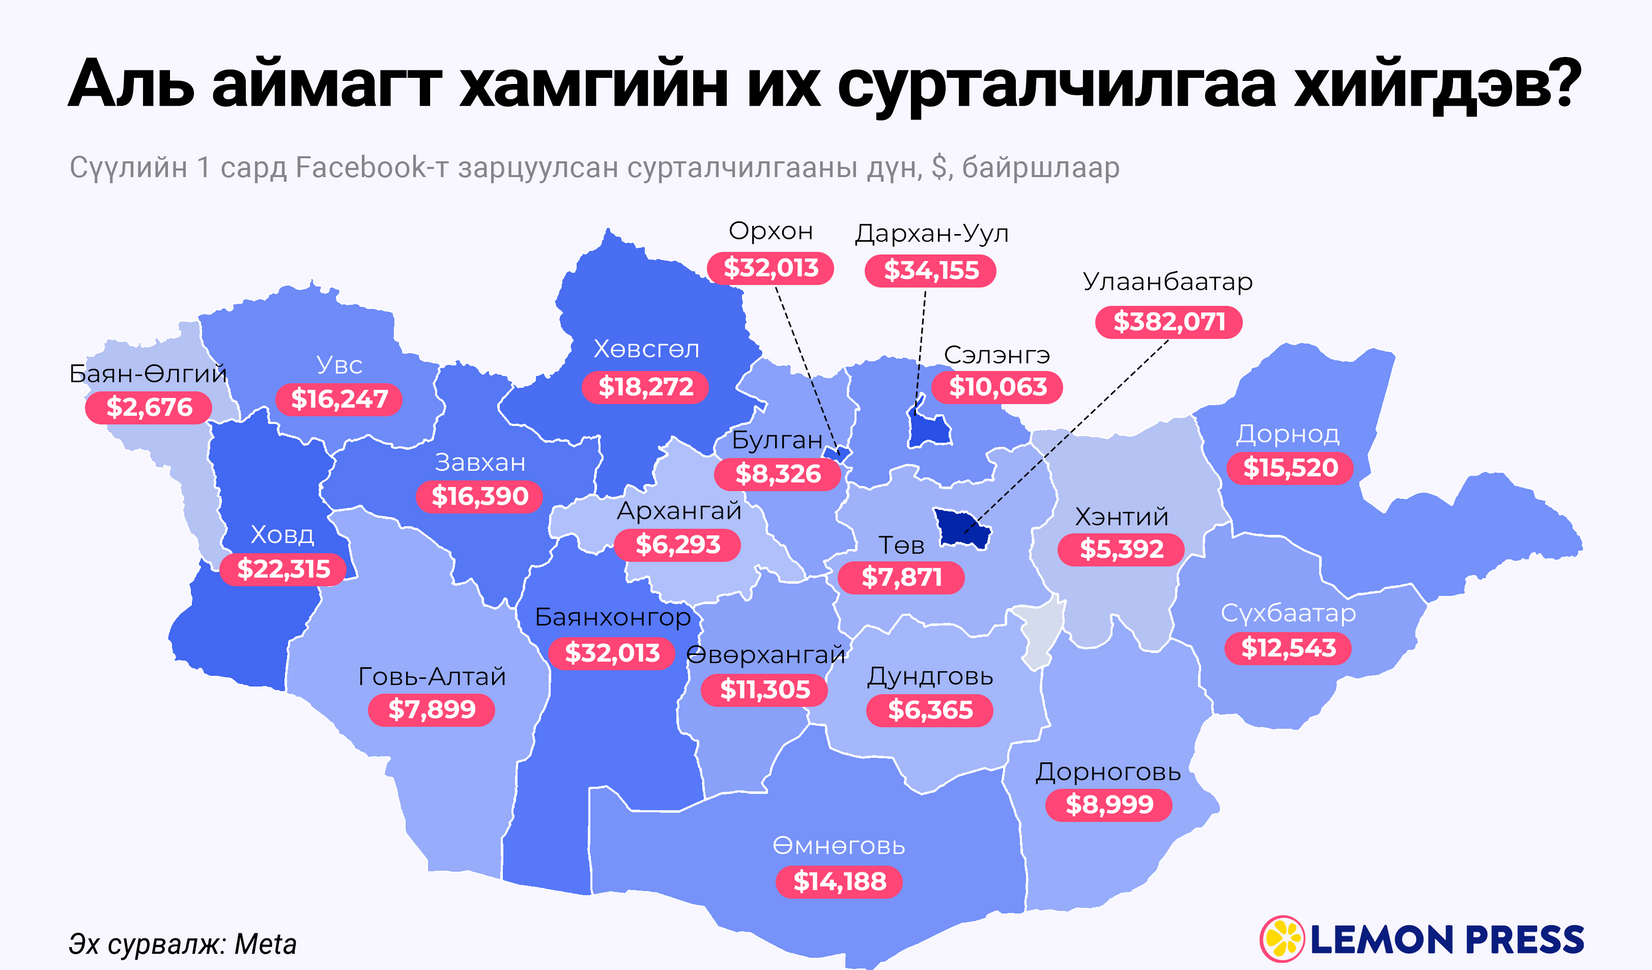 Аль аймагт хамгийн их сурталчилгаа хийгдэв?
Сүүлийн 1 сард Facebook-т зарцуулсан сурталчилгааны дүн, $, байршлаар
Орхон
$32,013
Дархан-Уул
$34,155
Улаанбаатар
$382,071
Баян-Өлгий
$2,676
Увс
$16,247
Хөвсгөл
$18,272
Сэлэнгэ
$10,063
Завхан
$16,390
Булган
$8,326
Дорнод
$15,520
Ховд
$22,315
Архангай
$6,293
Төв
$7,871
Хэнтий
$5,392
Баянхонгор
$32,013
Өвөрхангай
$11,305
Сүхбаатар
$12,543
Говь-Алтай
$7,899
Дундговь
$6,365
Дорноговь
$8,999
Өмнөговь
$14,188
Эх сурвалж: Meta
LEMON PRESS